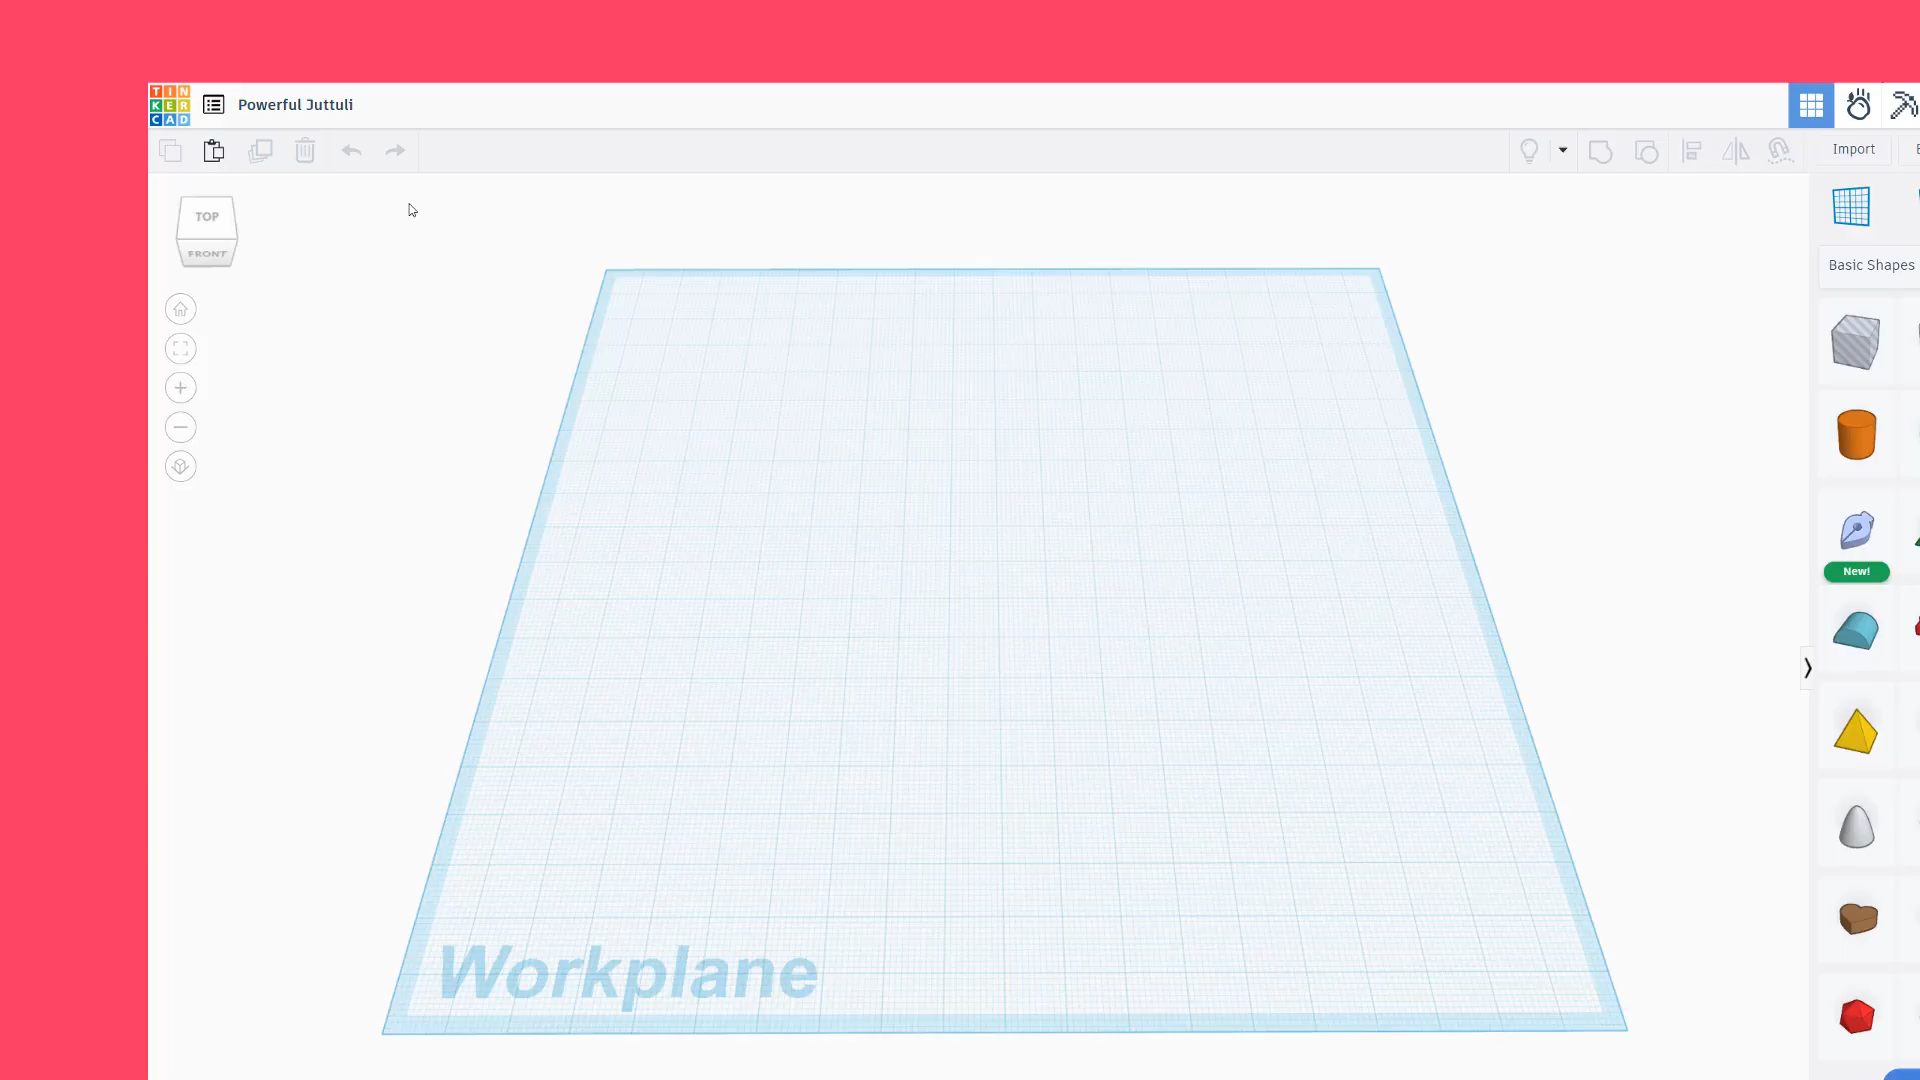 TIN
KER
CAD
Powerful Juttuli
Import
TOP
FRONT
Basic Shapes
New!
Workplane